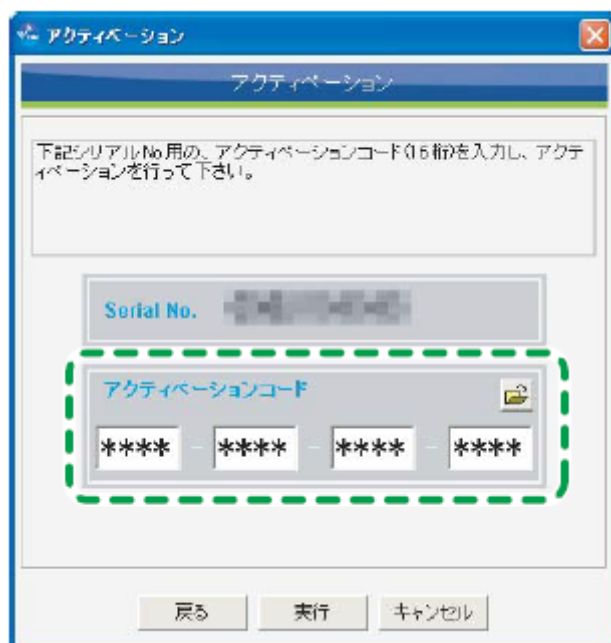 アクティベーション
アクティベーション
下記シリアルNo.用の、アクティベーションコード(16桁)を入力し、アクテ
ィベーションを行って下さい。
Serial No.
アクティベーションコード
**** - **** - **** - ****
戻る 実行 キャンセル